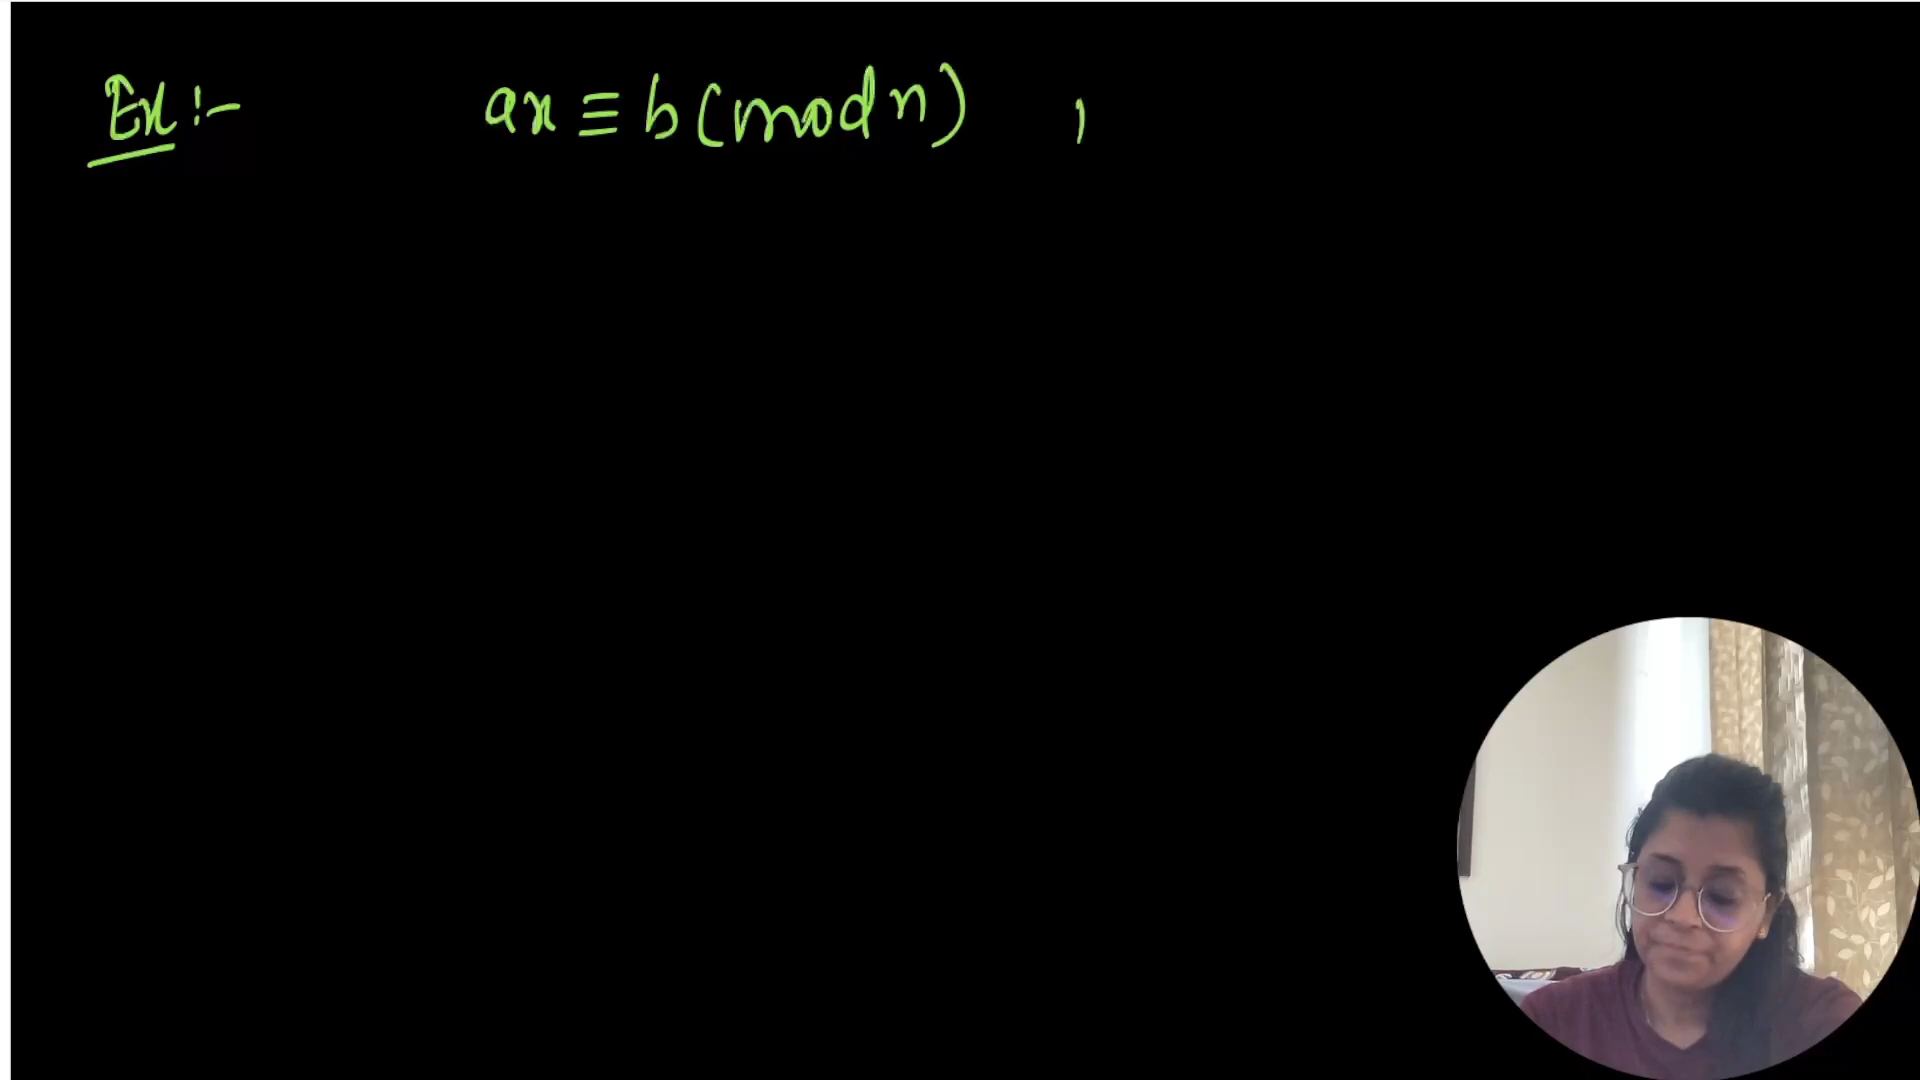 Ex :- ax ≡ b (mod n) ,